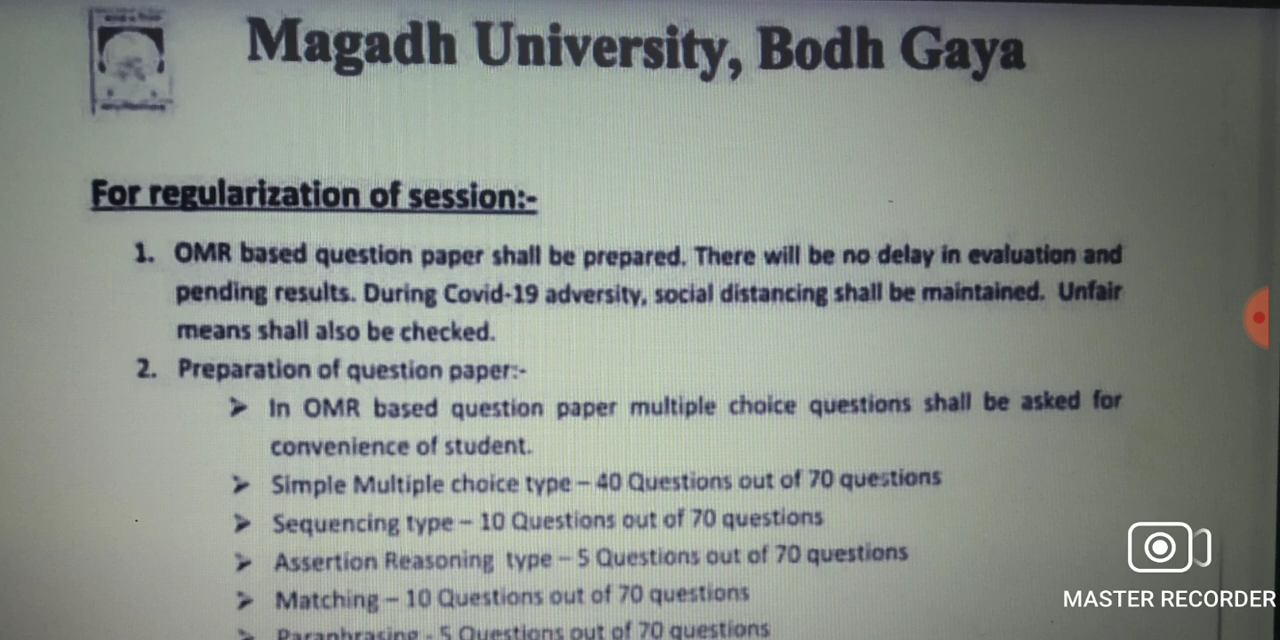 Magadh University, Bodh Gaya
For regularization of session:-
1. OMR based question paper shall be prepared. There will be no delay in evaluation and
pending results. During Covid-19 adversity, social distancing shall be maintained. Unfair
means shall also be checked.
2. Preparation of question paper:-
➢ In OMR based question paper multiple choice questions shall be asked for
convenience of student.
➢ Simple Multiple choice type – 40 Questions out of 70 questions
➢ Sequencing type – 10 Questions out of 70 questions
➢ Assertion Reasoning type – 5 Questions out of 70 questions
➢ Matching – 10 Questions out of 70 questions
➢ Paraphrasing - 5 Questions out of 70 questions
MASTER RECORDER